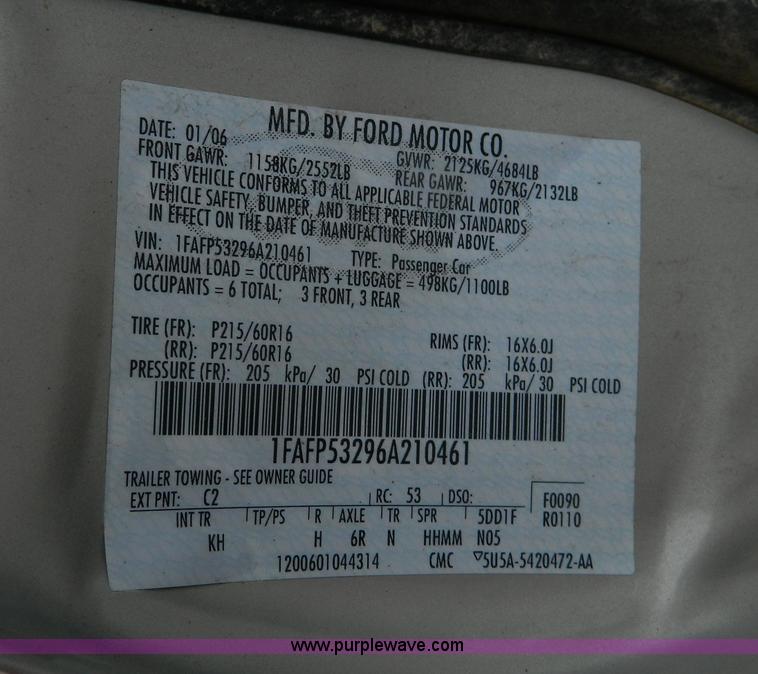 MFD. BY FORD MOTOR CO.
DATE: 01/06
GVWR: 2125KG/4684LB
FRONT GAWR: 1158KG/2552LB
REAR GAWR: 967KG/2132LB
THIS VEHICLE CONFORMS TO ALL APPLICABLE FEDERAL MOTOR
VEHICLE SAFETY, BUMPER, AND THEFT PREVENTION STANDARDS
IN EFFECT ON THE DATE OF MANUFACTURE SHOWN ABOVE.
VIN: 1FAFP53296A210461 TYPE: Passenger Car
MAXIMUM LOAD = OCCUPANTS + LUGGAGE = 498KG/1100LB
OCCUPANTS = 6 TOTAL; 3 FRONT, 3 REAR
TIRE (FR): P215/60R16 RIMS (FR): 16X6.0J
(RR): P215/60R16 (RR): 16X6.0J
PRESSURE (FR): 205 kPa/ 30 PSI COLD (RR): 205 kPa/ 30 PSI COLD
1FAFP53296A210461
TRAILER TOWING - SEE OWNER GUIDE
EXT PNT: C2 RC: 53 DSO: F0090
INT TR TP/PS R AXLE TR SPR 5DD1F R0110
KH H 6R N HHMM N05
1200601044314 CMC ▽5U5A-5420472-AA
www.purplewave.com